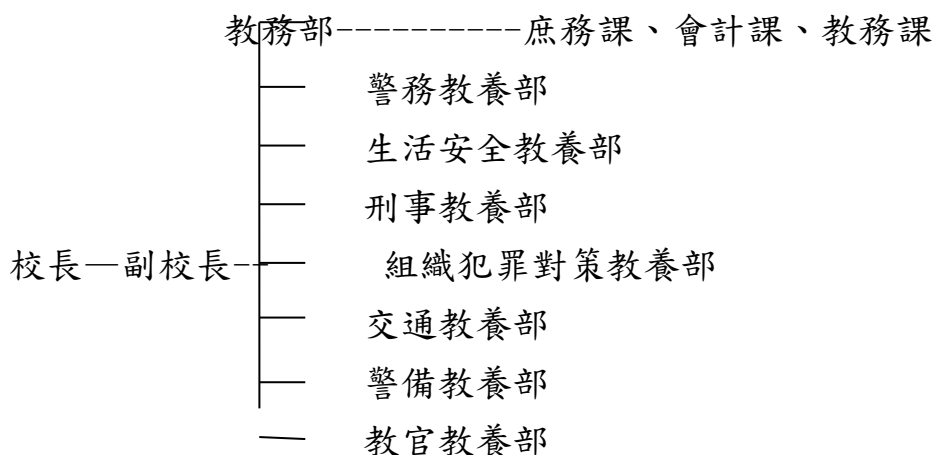 教務部----------庶務課、會計課、教務課
警務教養部
生活安全教養部
刑事教養部
校長—副校長-- 組織犯罪對策教養部
交通教養部
警備教養部
教官教養部